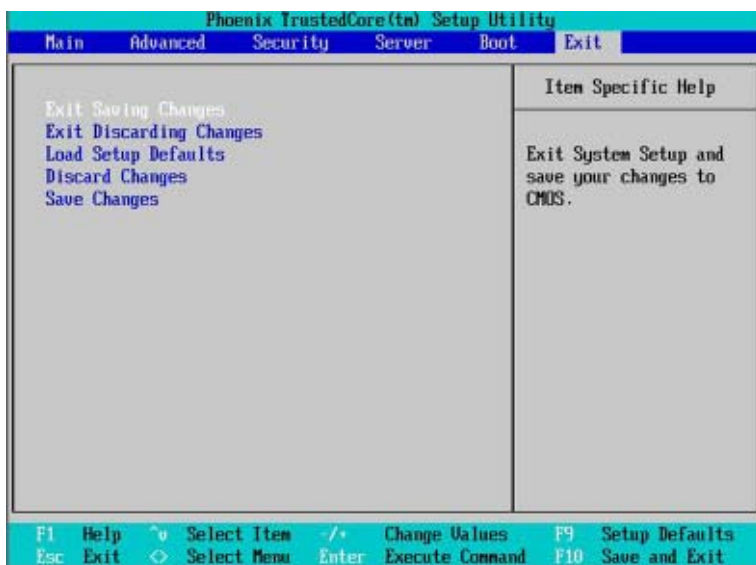 Phoenix TrustedCore(tm) Setup Utility
Main Advanced Security Server Boot Exit
Exit Saving Changes
Exit Discarding Changes
Load Setup Defaults
Discard Changes
Save Changes
Item Specific Help
Exit System Setup and
save your changes to
CMOS.
F1 Help ^v Select Item -/+ Change Values F9 Setup Defaults
Esc Exit <> Select Menu Enter Execute Command F10 Save and Exit